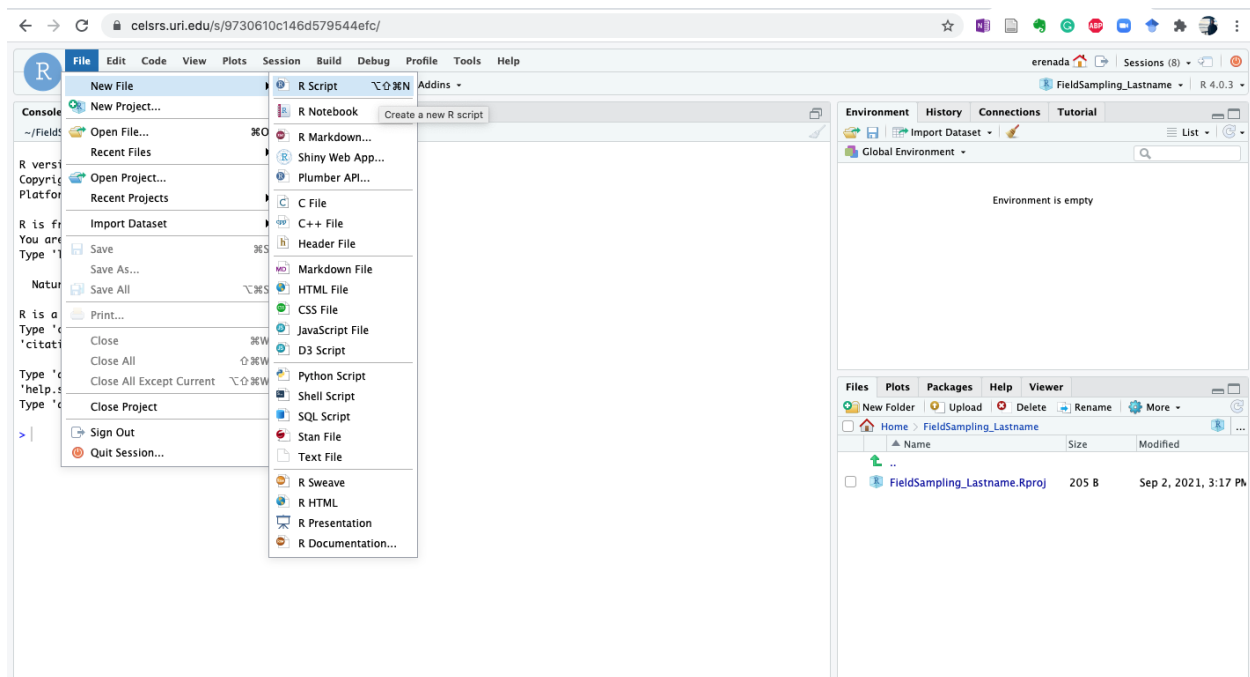 celsrs.uri.edu/s/9730610c146d579544efc/
File Edit Code View Plots Session Build Debug Profile Tools Help
erenada Sessions (8)
R
Addins
FieldSampling_Lastname R 4.0.3
New File
New Project...
Open File... ⌘O
Recent Files
Open Project...
Recent Projects
Import Dataset
Save ⌘S
Save As...
Save All ⌥⌘S
Print...
Close ⌘W
Close All ⇧⌘W
Close All Except Current ⌥⇧⌘W
Close Project
Sign Out
Quit Session...
R Script ⌥⇧⌘N
R Notebook
Create a new R script
R Markdown...
Shiny Web App...
Plumber API...
C File
C++ File
Header File
Markdown File
HTML File
CSS File
JavaScript File
D3 Script
Python Script
Shell Script
SQL Script
Stan File
Text File
R Sweave
R HTML
R Presentation
R Documentation...
Console
~/Field
R versi
Copyrig
Platfor
R is fr
You are
Type '
Natur
R is a
Type '
'citati
Type '
'help.s
Type '
>
Environment History Connections Tutorial
Import Dataset List
Global Environment
Environment is empty
Files Plots Packages Help Viewer
New Folder Upload Delete Rename More
Home > FieldSampling_Lastname ...
Name Size Modified
..
FieldSampling_Lastname.Rproj 205 B Sep 2, 2021, 3:17 PM